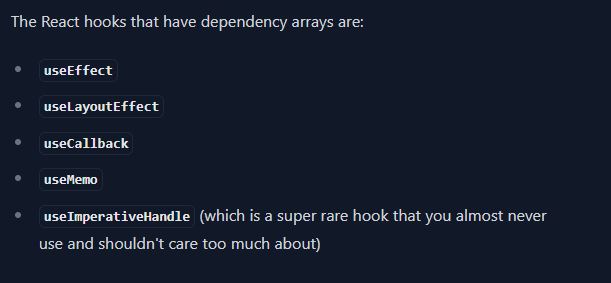 The React hooks that have dependency arrays are:
• useEffect
• useLayoutEffect
• useCallback
• useMemo
• useImperativeHandle (which is a super rare hook that you almost never
use and shouldn't care too much about)